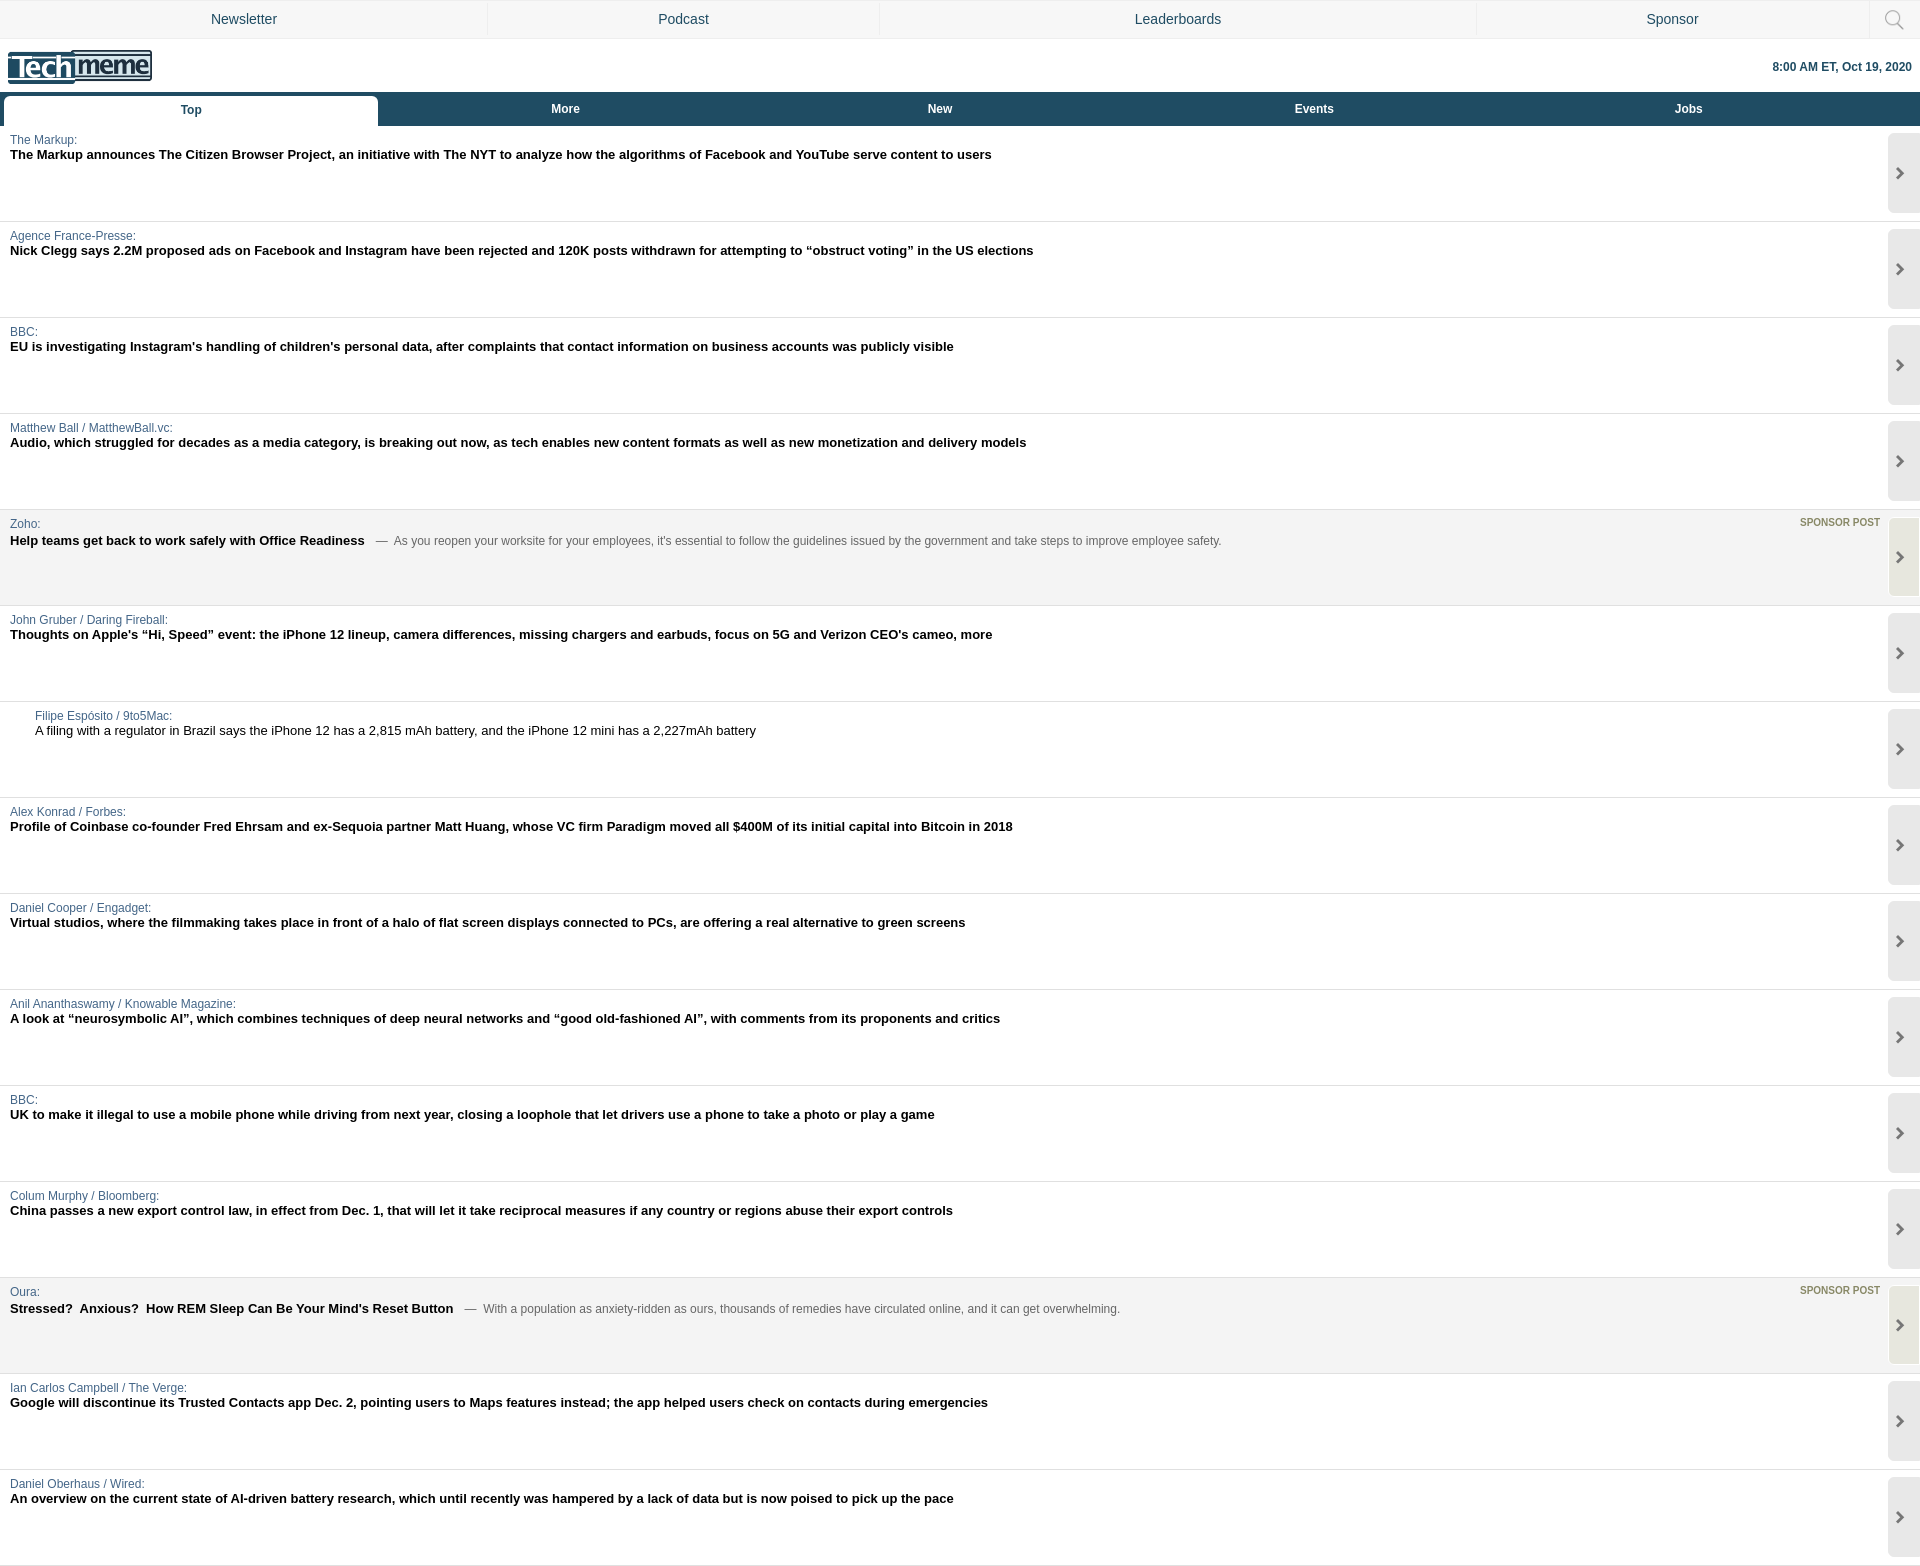 Newsletter
Podcast
Leaderboards
Sponsor
Techmeme
8:00 AM ET, Oct 19, 2020
Top
More
New
Events
Jobs
The Markup:
The Markup announces The Citizen Browser Project, an initiative with The NYT to analyze how the algorithms of Facebook and YouTube serve content to users
Agence France-Presse:
Nick Clegg says 2.2M proposed ads on Facebook and Instagram have been rejected and 120K posts withdrawn for attempting to “obstruct voting” in the US elections
BBC:
EU is investigating Instagram's handling of children's personal data, after complaints that contact information on business accounts was publicly visible
Matthew Ball / MatthewBall.vc:
Audio, which struggled for decades as a media category, is breaking out now, as tech enables new content formats as well as new monetization and delivery models
Zoho:
SPONSOR POST
Help teams get back to work safely with Office Readiness — As you reopen your worksite for your employees, it's essential to follow the guidelines issued by the government and take steps to improve employee safety.
John Gruber / Daring Fireball:
Thoughts on Apple's “Hi, Speed” event: the iPhone 12 lineup, camera differences, missing chargers and earbuds, focus on 5G and Verizon CEO's cameo, more
Filipe Espósito / 9to5Mac:
A filing with a regulator in Brazil says the iPhone 12 has a 2,815 mAh battery, and the iPhone 12 mini has a 2,227mAh battery
Alex Konrad / Forbes:
Profile of Coinbase co-founder Fred Ehrsam and ex-Sequoia partner Matt Huang, whose VC firm Paradigm moved all $400M of its initial capital into Bitcoin in 2018
Daniel Cooper / Engadget:
Virtual studios, where the filmmaking takes place in front of a halo of flat screen displays connected to PCs, are offering a real alternative to green screens
Anil Ananthaswamy / Knowable Magazine:
A look at “neurosymbolic AI”, which combines techniques of deep neural networks and “good old-fashioned AI”, with comments from its proponents and critics
BBC:
UK to make it illegal to use a mobile phone while driving from next year, closing a loophole that let drivers use a phone to take a photo or play a game
Colum Murphy / Bloomberg:
China passes a new export control law, in effect from Dec. 1, that will let it take reciprocal measures if any country or regions abuse their export controls
Oura:
SPONSOR POST
Stressed? Anxious? How REM Sleep Can Be Your Mind's Reset Button — With a population as anxiety-ridden as ours, thousands of remedies have circulated online, and it can get overwhelming.
Ian Carlos Campbell / The Verge:
Google will discontinue its Trusted Contacts app Dec. 2, pointing users to Maps features instead; the app helped users check on contacts during emergencies
Daniel Oberhaus / Wired:
An overview on the current state of AI-driven battery research, which until recently was hampered by a lack of data but is now poised to pick up the pace